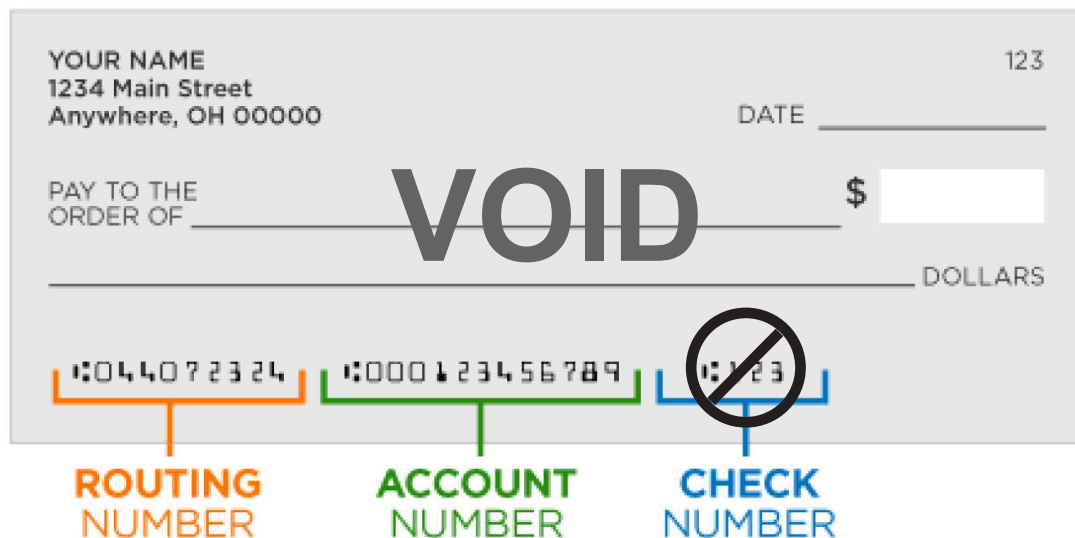 YOUR NAME 123
1234 Main Street
Anywhere, OH 00000 DATE
VOID
PAY TO THE $
ORDER OF
DOLLARS
⑆044072324 ⑆000123456789 ⑆123
ROUTING ACCOUNT CHECK
NUMBER NUMBER NUMBER